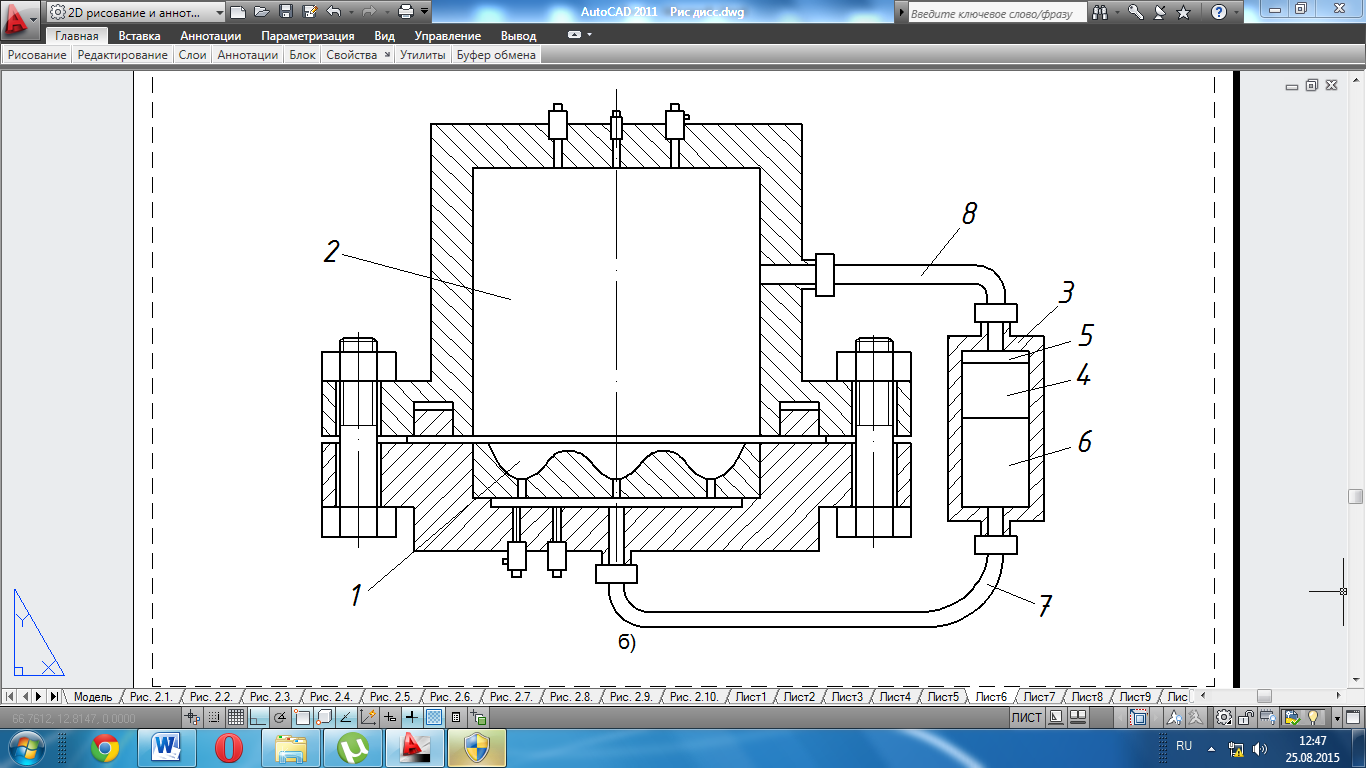 2D рисование и аннот...
AutoCAD 2011 Рис дисс.dwg
Введите ключевое слово/фразу
Главная Вставка Аннотации Параметризация Вид Управление Вывод
Рисование Редактирование Слои Аннотации Блок Свойства Утилиты Буфер обмена
8
2
3
5
4
6
1
7
б)
Y
X
Модель Рис. 2.1. Рис. 2.2. Рис. 2.3. Рис. 2.4. Рис. 2.5. Рис. 2.6. Рис. 2.7. Рис. 2.8. Рис. 2.9. Рис. 2.10. Лист1 Лист2 Лист3 Лист4 Лист5 Лист6 Лист7 Лист8 Лист9 Лис
66.7612, 12.8147, 0.0000
ЛИСТ
RU
12:47
25.08.2015